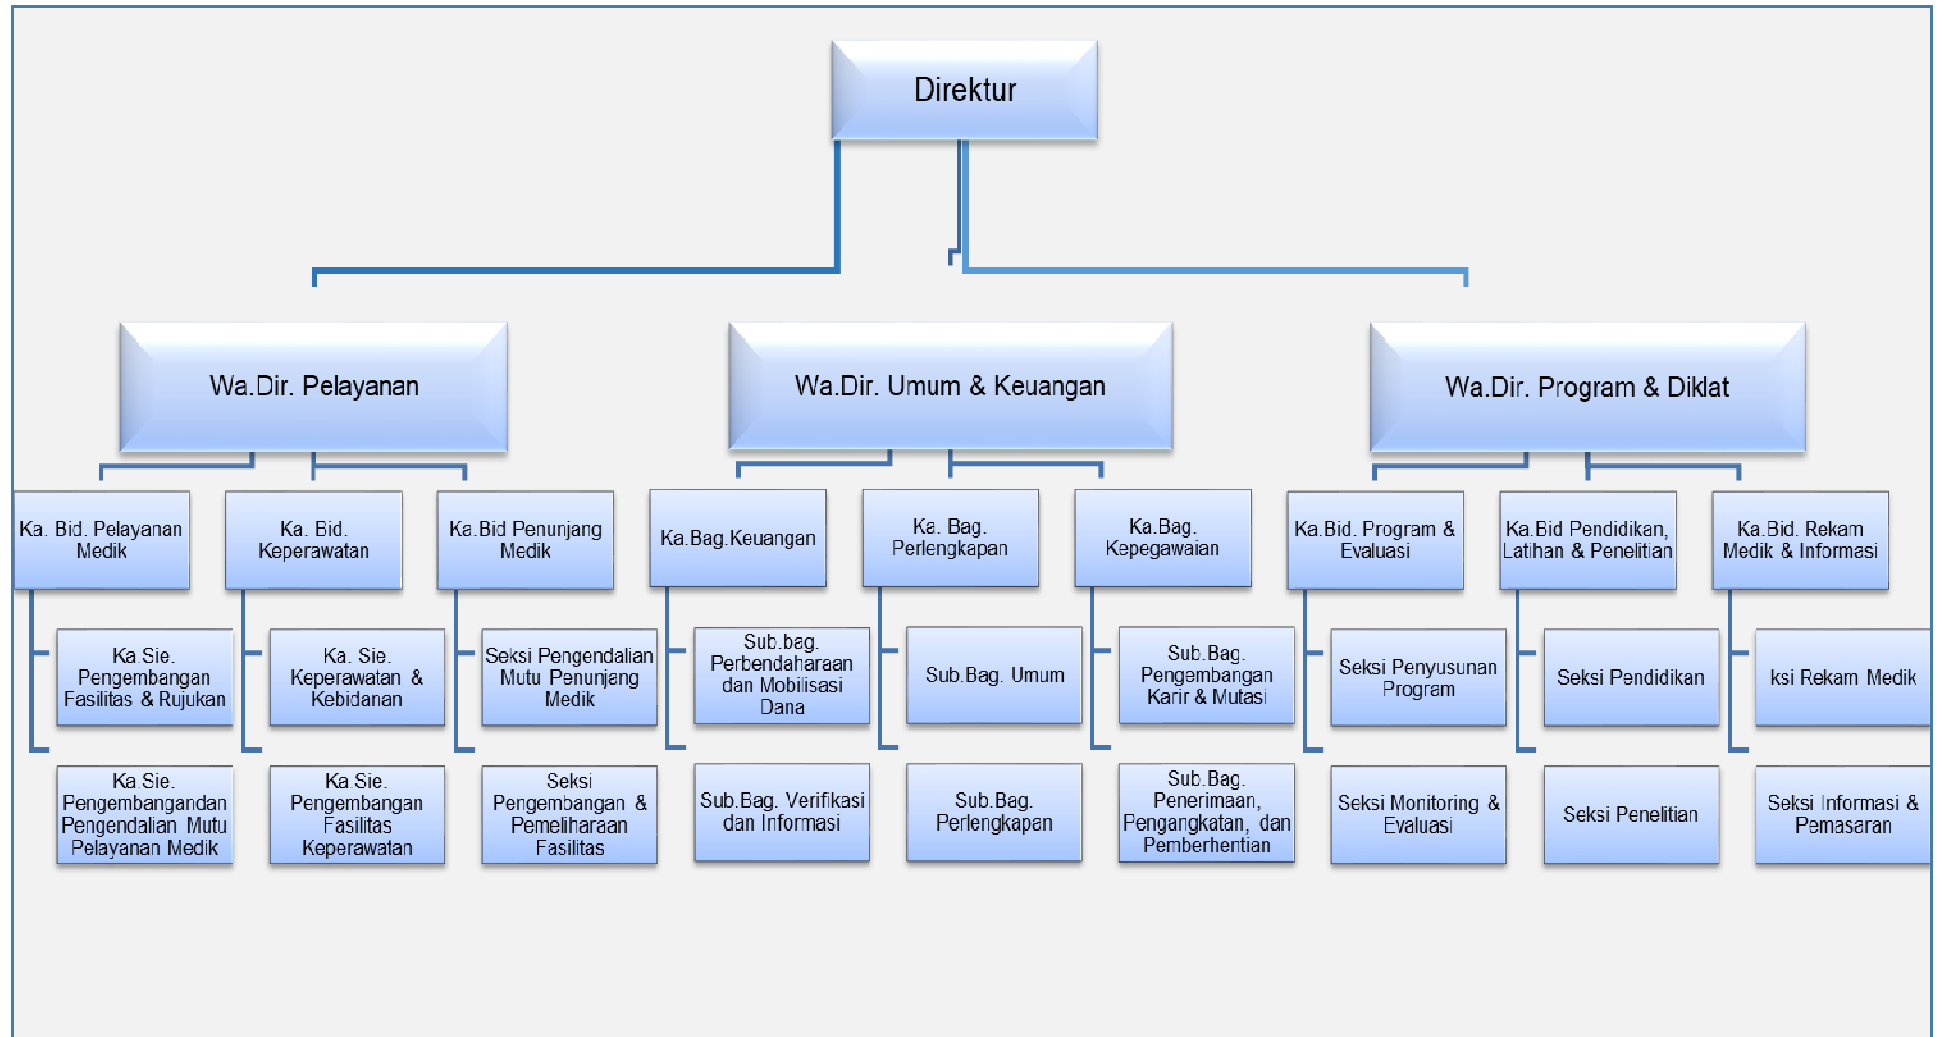 Direktur
Wa.Dir. Pelayanan
Wa.Dir. Umum & Keuangan
Wa.Dir. Program & Diklat
Ka. Bid. Pelayanan
Medik
Ka. Bid.
Keperawatan
Ka.Bid Penunjang
Medik
Ka.Bag.Keuangan
Ka. Bag.
Perlengkapan
Ka.Bag.
Kepegawaian
Ka.Bid. Program &
Evaluasi
Ka.Bid Pendidikan,
Latihan & Penelitian
Ka.Bid. Rekam
Medik & Informasi
Ka.Sie.
Pengembangan
Fasilitas & Rujukan
Ka. Sie.
Keperawatan &
Kebidanan
Seksi Pengendalian
Mutu Penunjang
Medik
Sub.bag.
Perbendaharaan
dan Mobilisasi
Dana
Sub.Bag. Umum
Sub.Bag.
Pengembangan
Karir & Mutasi
Seksi Penyusunan
Program
Seksi Pendidikan
ksi Rekam Medik
Ka.Sie.
Pengembangandan
Pengendalian Mutu
Pelayanan Medik
Ka.Sie.
Pengembangan
Fasilitas
Keperawatan
Seksi
Pengembangan &
Pemeliharaan
Fasilitas
Sub.Bag. Verifikasi
dan Informasi
Sub.Bag.
Perlengkapan
Sub.Bag.
Penerimaan,
Pengangkatan, dan
Pemberhentian
Seksi Monitoring &
Evaluasi
Seksi Penelitian
Seksi Informasi &
Pemasaran